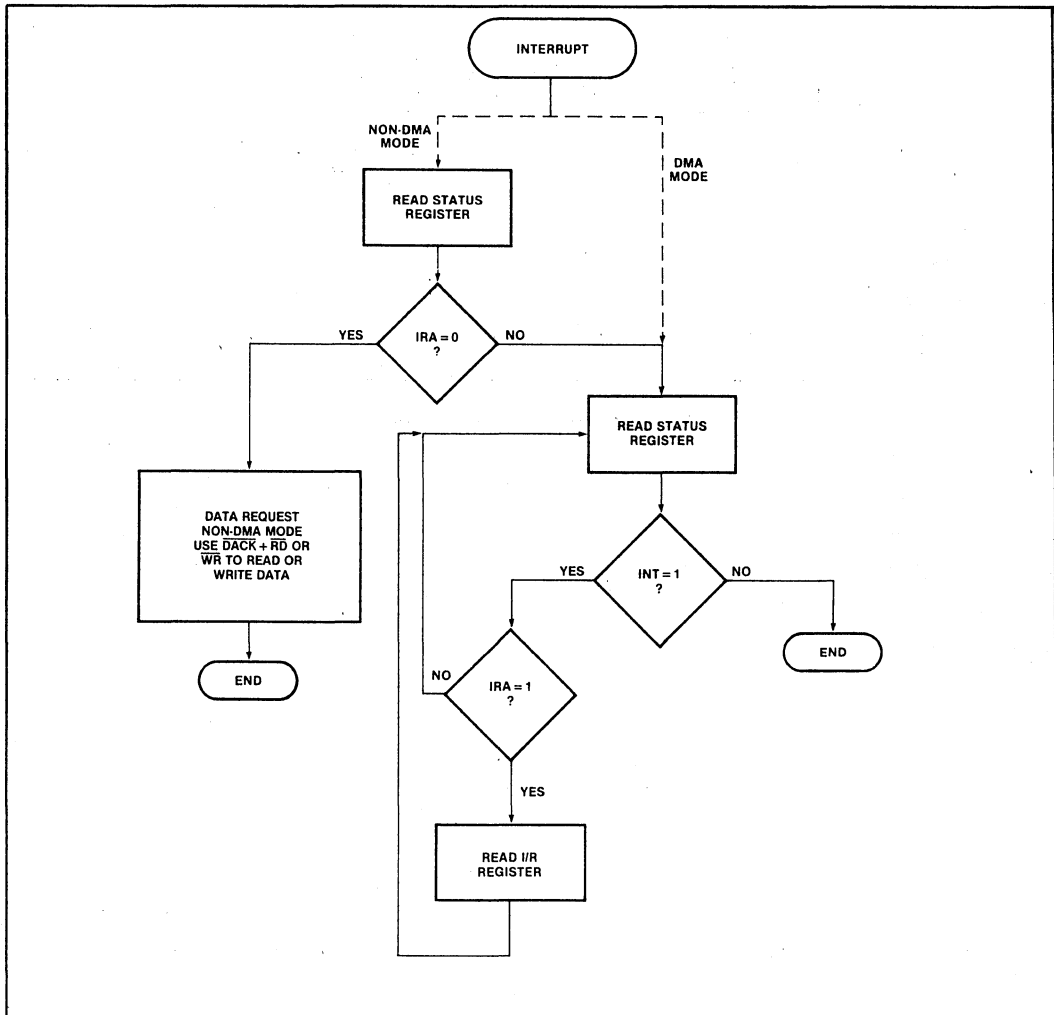 INTERRUPT
NON-DMA
MODE
DMA
MODE
READ STATUS
REGISTER
YES
IRA = 0
?
NO
READ STATUS
REGISTER
DATA REQUEST
NON-DMA MODE
USE DACK + RD OR
WR TO READ OR
WRITE DATA
YES
INT = 1
?
NO
END
END
NO
IRA = 1
?
YES
READ I/R
REGISTER